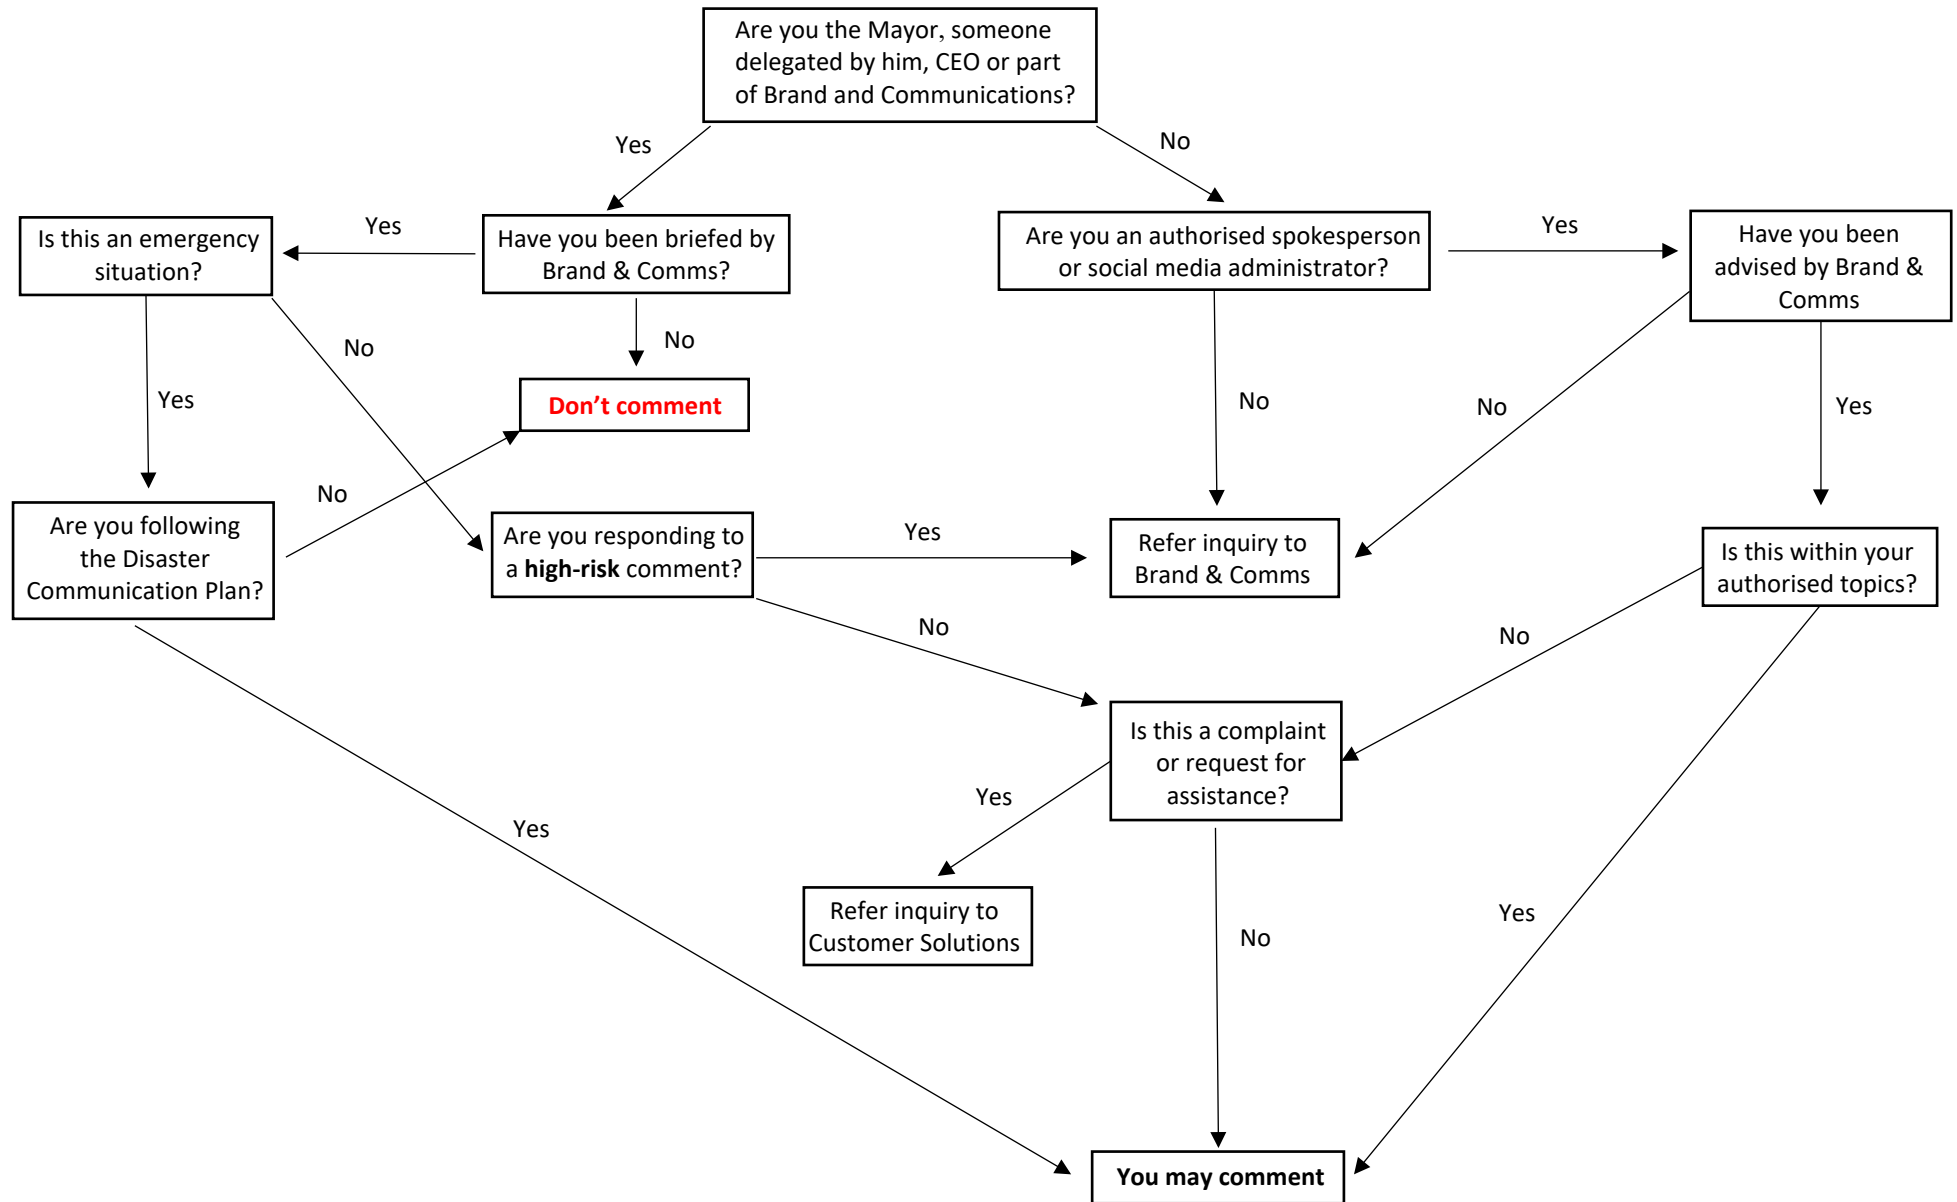 Are you the Mayor, someone
delegated by him, CEO or part
of Brand and Communications?
Yes
No
Is this an emergency
situation?
Yes
Have you been briefed by
Brand & Comms?
Are you an authorised spokesperson
or social media administrator?
Yes
Have you been
advised by Brand &
Comms
No
No
Yes
Don’t comment
No
No
Yes
No
Are you following
the Disaster
Communication Plan?
Are you responding to
a high-risk comment?
Yes
Refer inquiry to
Brand & Comms
Is this within your
authorised topics?
No
No
Is this a complaint
or request for
assistance?
Yes
Yes
Refer inquiry to
Customer Solutions
No
Yes
You may comment